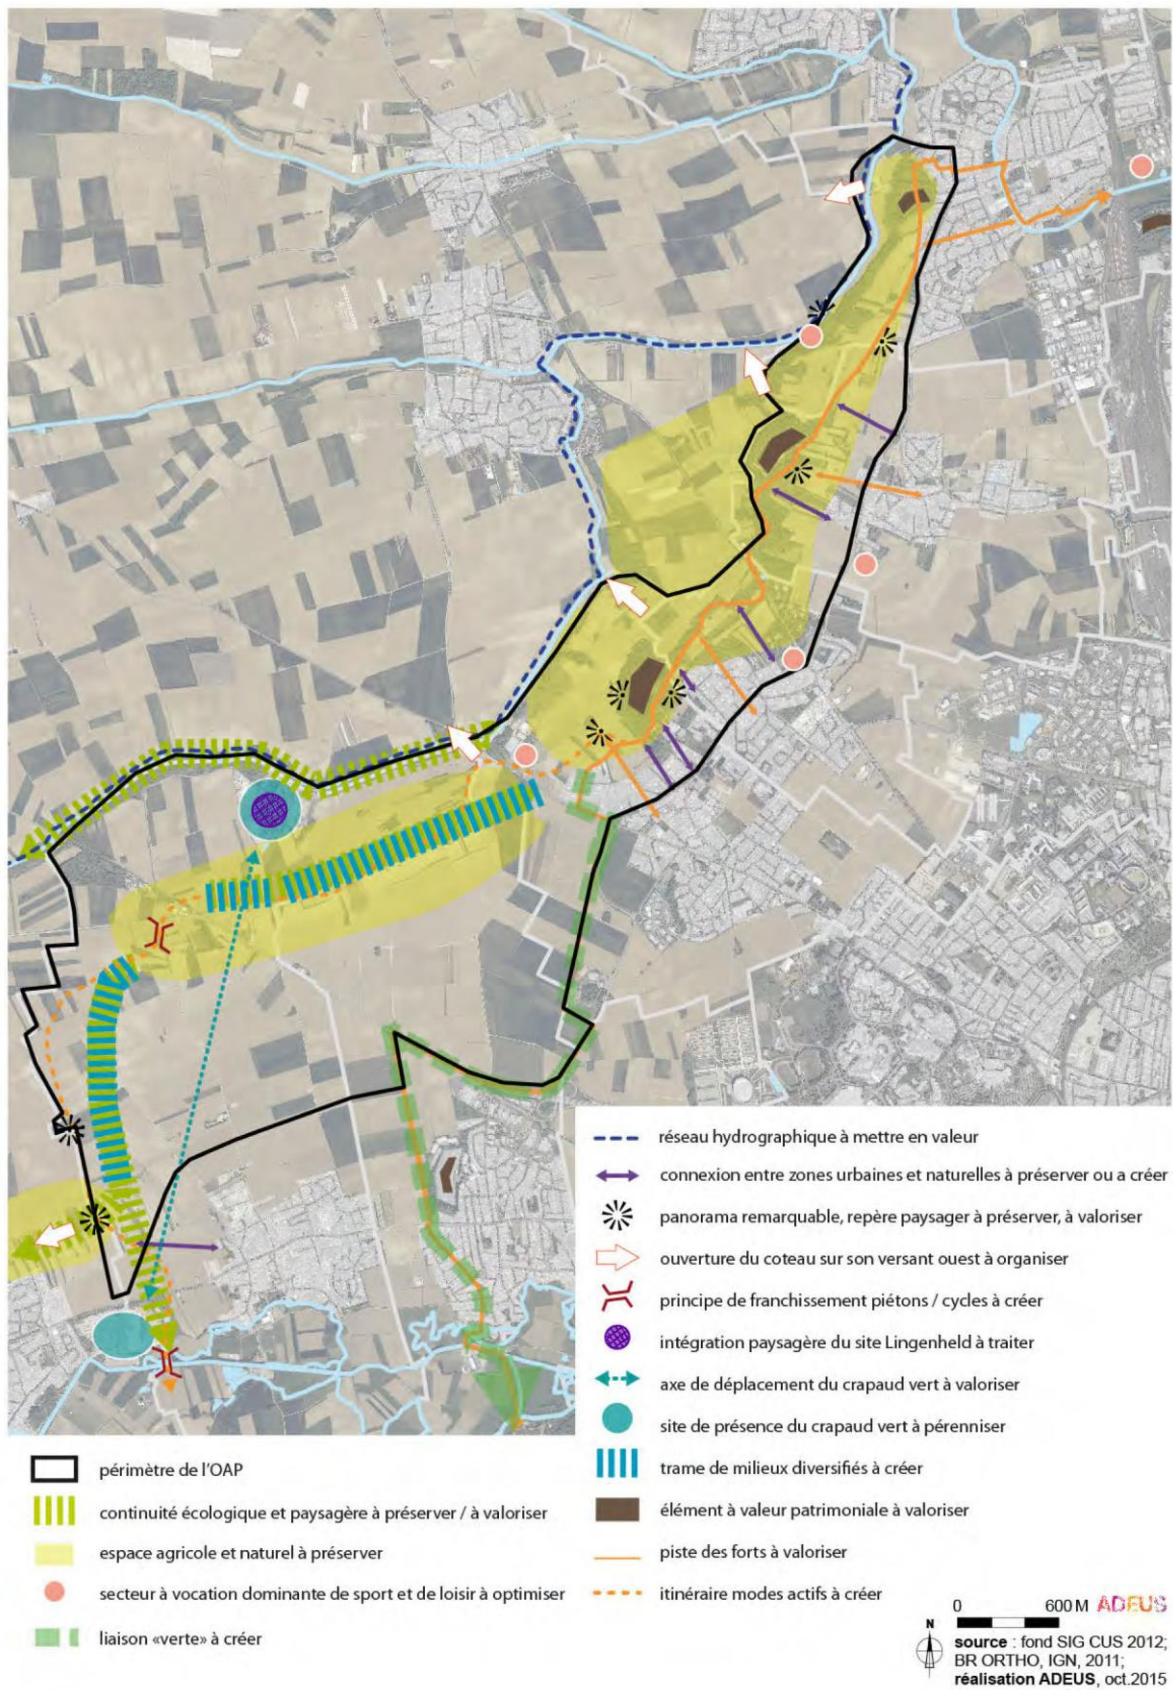 réseau hydrographique à mettre en valeur
connexion entre zones urbaines et naturelles à préserver ou a créer
panorama remarquable, repère paysager à préserver, à valoriser
ouverture du coteau sur son versant ouest à organiser
principe de franchissement piétons / cycles à créer
intégration paysagère du site Lingenheld à traiter
axe de déplacement du crapaud vert à valoriser
site de présence du crapaud vert à pérenniser
trame de milieux diversifiés à créer
élément à valeur patrimoniale à valoriser
piste des forts à valoriser
itinéraire modes actifs à créer
périmètre de l'OAP
continuité écologique et paysagère à préserver / à valoriser
espace agricole et naturel à préserver
secteur à vocation dominante de sport et de loisir à optimiser
liaison «verte» à créer
0 600 M ADEUS
N
source : fond SIG CUS 2012;
BR ORTHO, IGN, 2011;
réalisation ADEUS, oct.2015